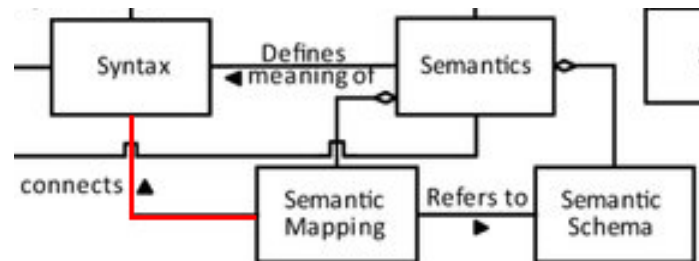 Defines
Syntax
Semantics
meaning of
connects
Semantic
Mapping
Refers to
Semantic
Schema